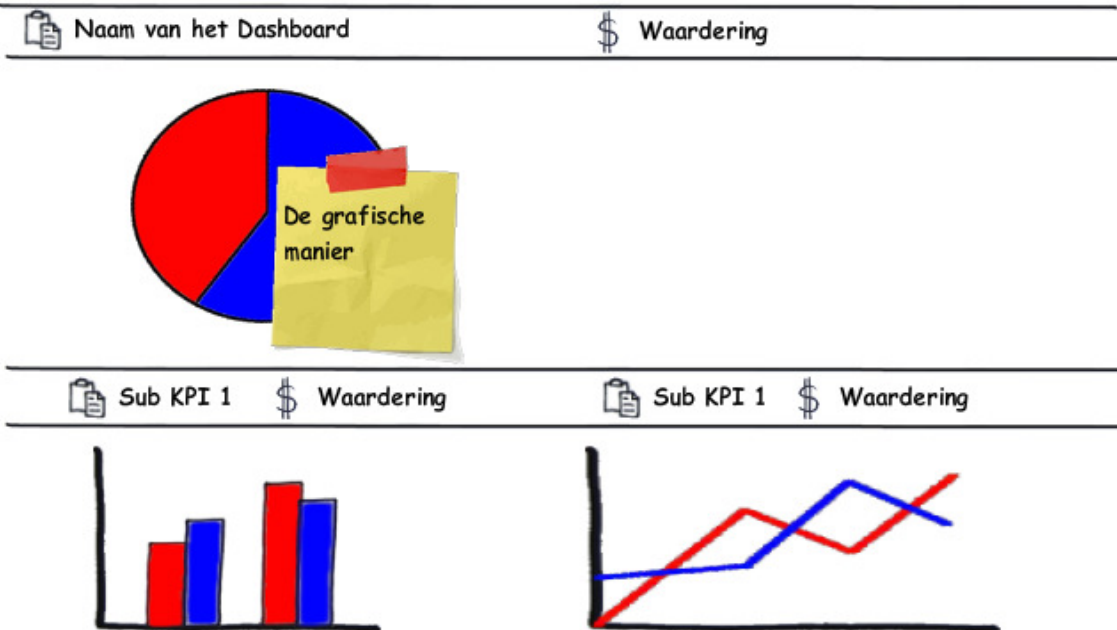 Naam van het Dashboard
$ Waardering
De grafische
manier
Sub KPI 1
$ Waardering
Sub KPI 1
$ Waardering